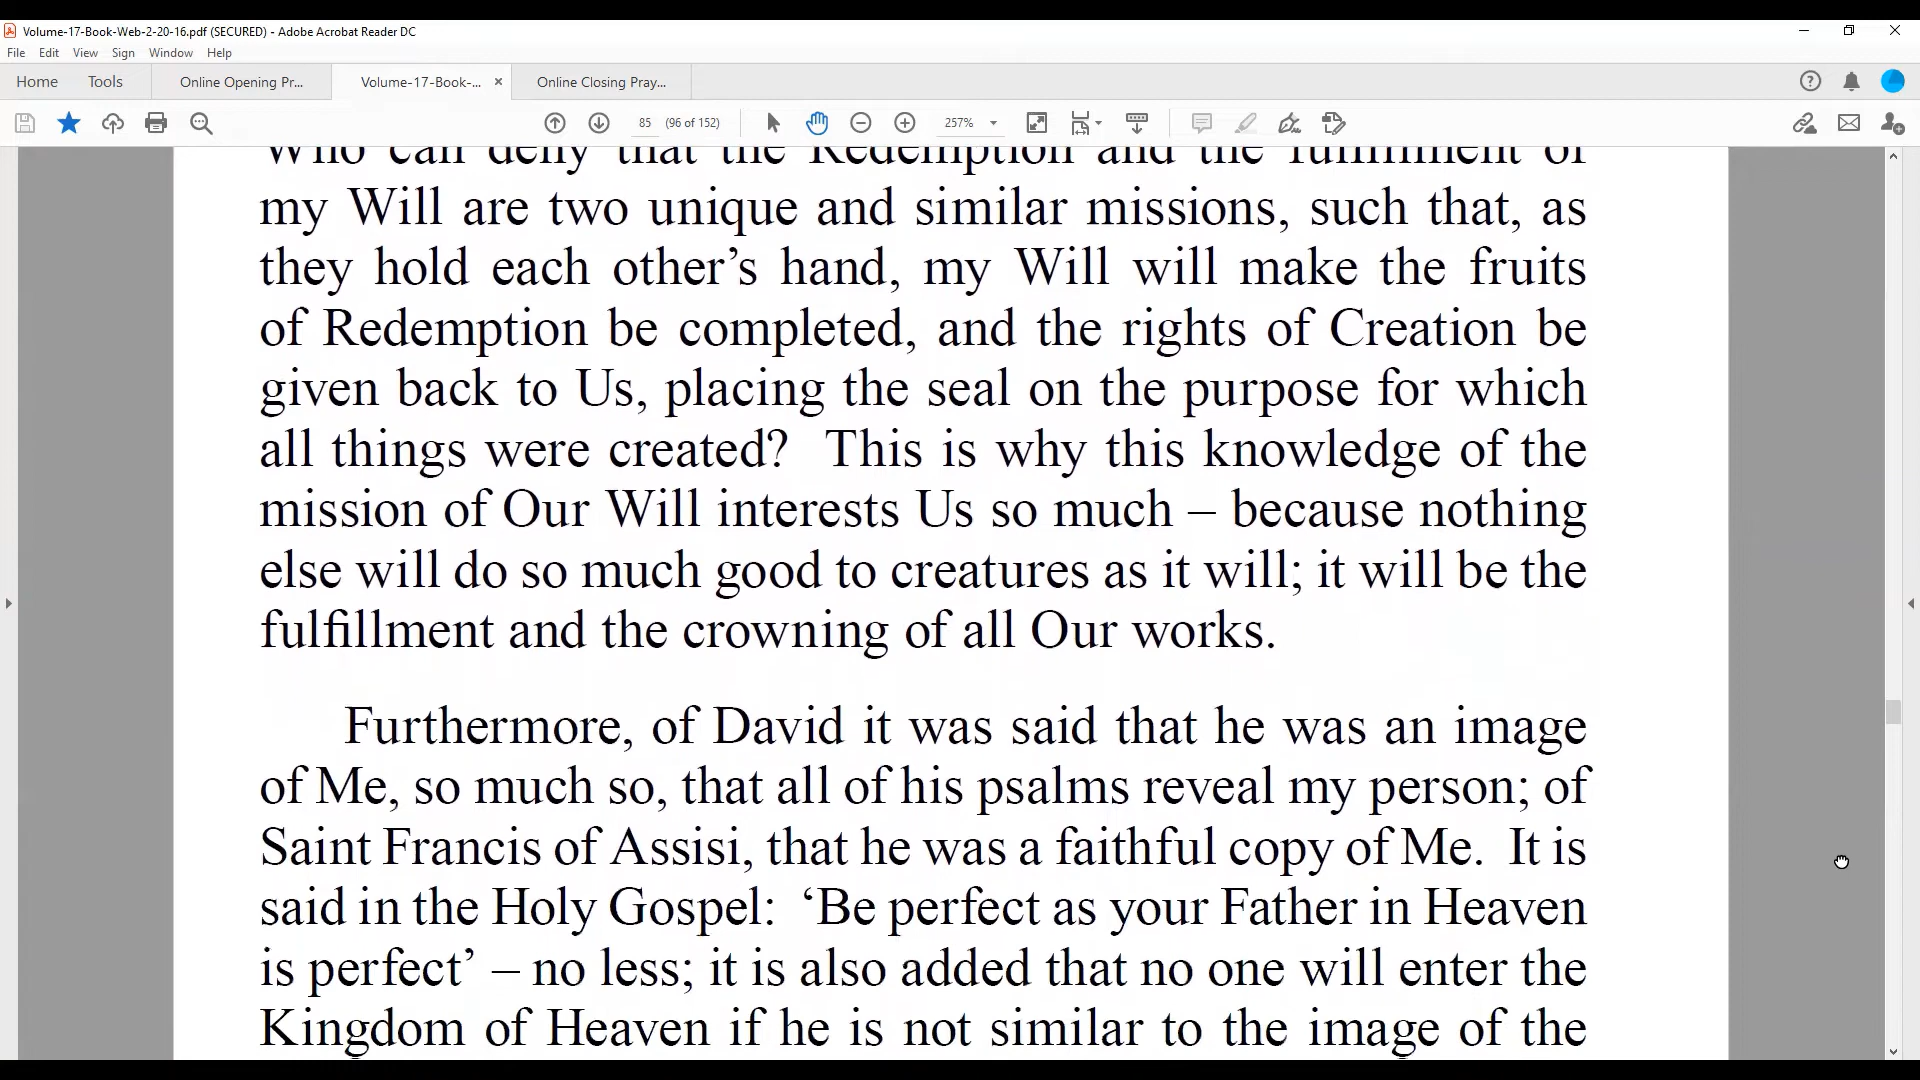 Volume-17-Book-Web-2-20-16.pdf (SECURED) - Adobe Acrobat Reader DC
File Edit View Sign Window Help
Home Tools Online Opening Pr... Volume-17-Book-... × Online Closing Pray...
85 (96 of 152) 257%
Who can deny that the Redemption and the fulfillment of
my Will are two unique and similar missions, such that, as
they hold each other’s hand, my Will will make the fruits
of Redemption be completed, and the rights of Creation be
given back to Us, placing the seal on the purpose for which
all things were created? This is why this knowledge of the
mission of Our Will interests Us so much – because nothing
else will do so much good to creatures as it will; it will be the
fulfillment and the crowning of all Our works.
Furthermore, of David it was said that he was an image
of Me, so much so, that all of his psalms reveal my person; of
Saint Francis of Assisi, that he was a faithful copy of Me. It is
said in the Holy Gospel: ‘Be perfect as your Father in Heaven
is perfect’ – no less; it is also added that no one will enter the
Kingdom of Heaven if he is not similar to the image of the